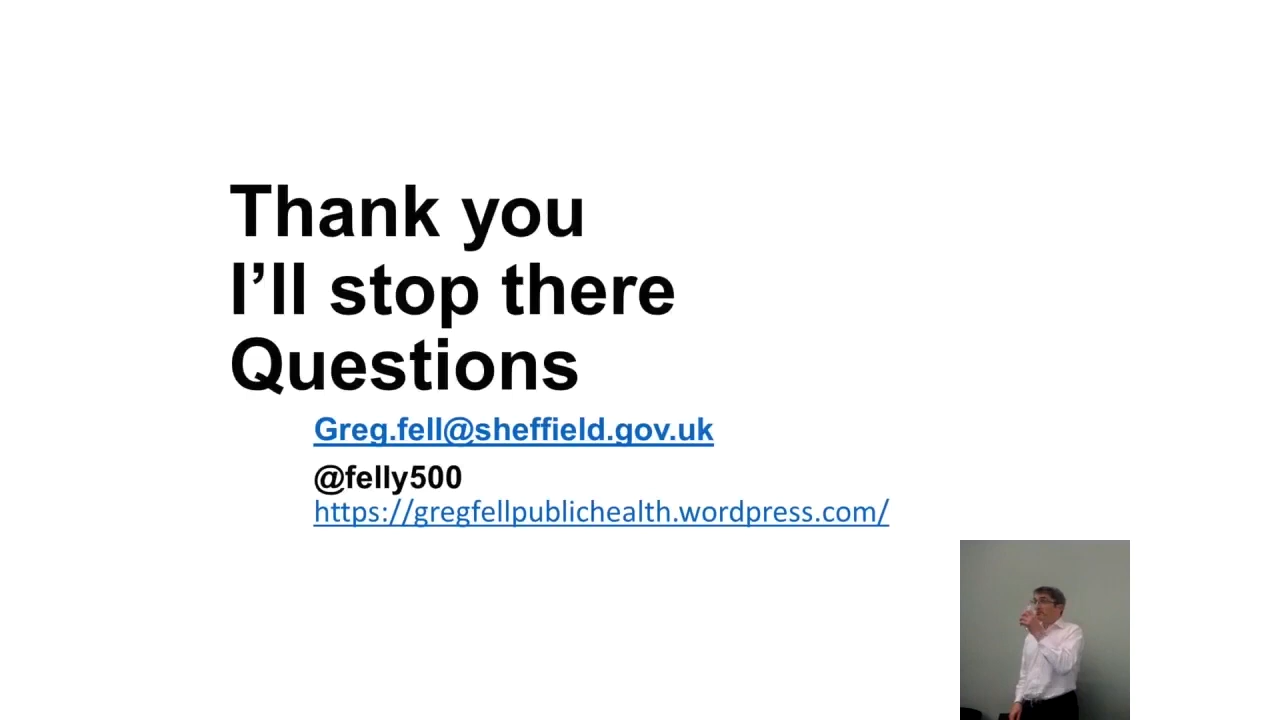 Thank you
I’ll stop there
Questions
Greg.fell@sheffield.gov.uk
@felly500
https://gregfellpublichealth.wordpress.com/